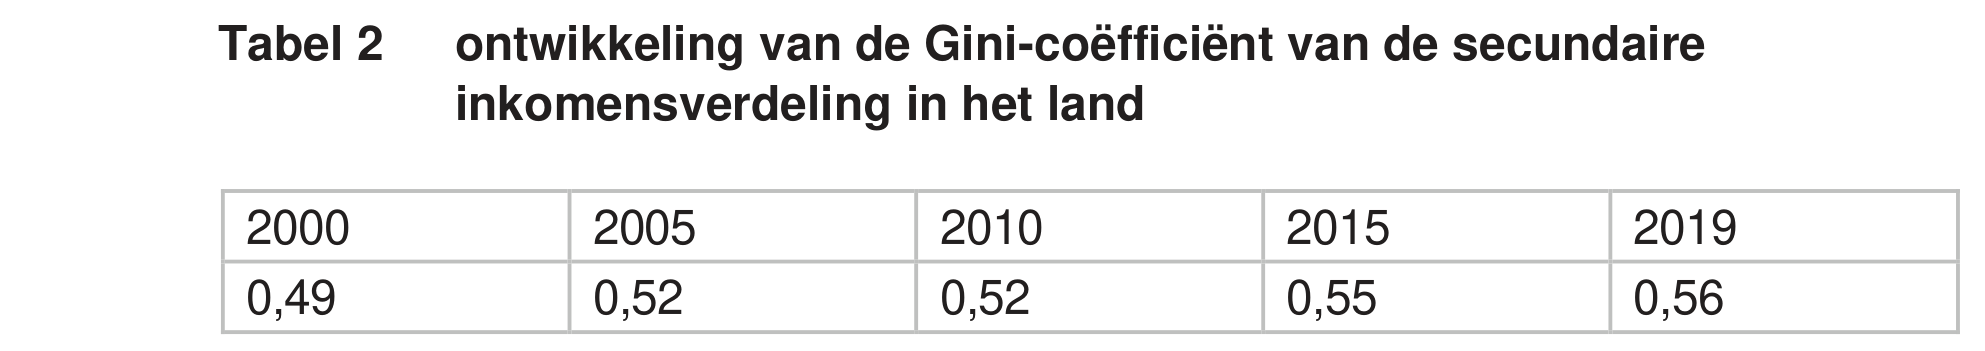 Tabel 2 ontwikkeling van de Gini-coëfficiënt van de secundaire
inkomensverdeling in het land
2000 2005 2010 2015 2019
0,49 0,52 0,52 0,55 0,56